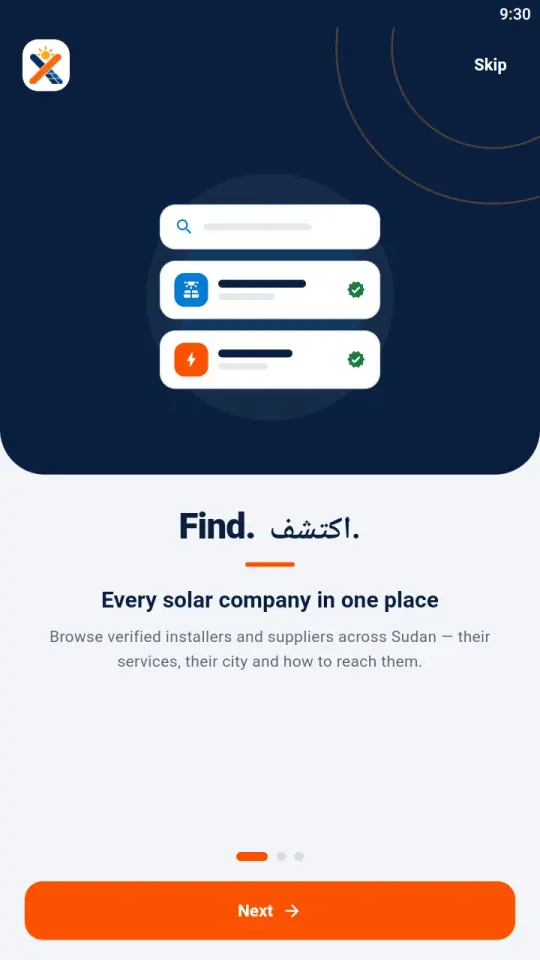 9:30
Skip
Find. اكتشف.
Every solar company in one place
Browse verified installers and suppliers across Sudan — their
services, their city and how to reach them.
Next →